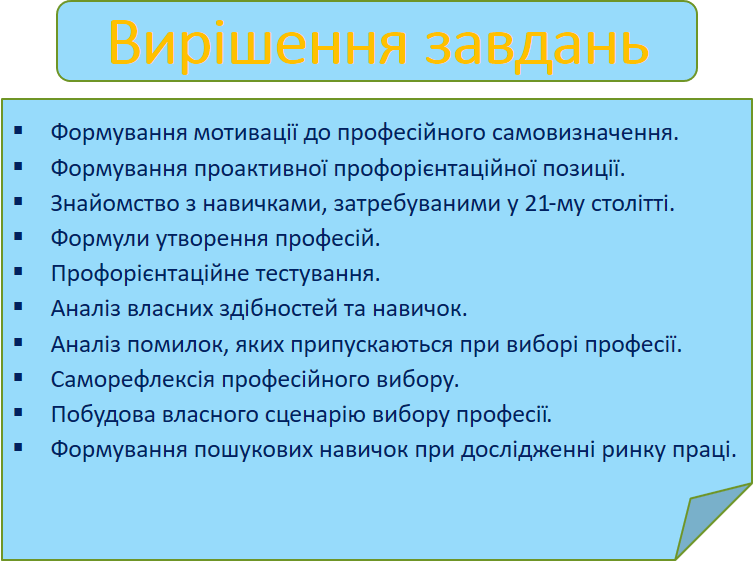 Вирішення завдань
▪ Формування мотивації до професійного самовизначення.
▪ Формування проактивної профорієнтаційної позиції.
▪ Знайомство з навичками, затребуваними у 21-му столітті.
▪ Формули утворення професій.
▪ Профорієнтаційне тестування.
▪ Аналіз власних здібностей та навичок.
▪ Аналіз помилок, яких припускаються при виборі професії.
▪ Саморефлексія професійного вибору.
▪ Побудова власного сценарію вибору професії.
▪ Формування пошукових навичок при дослідженні ринку праці.